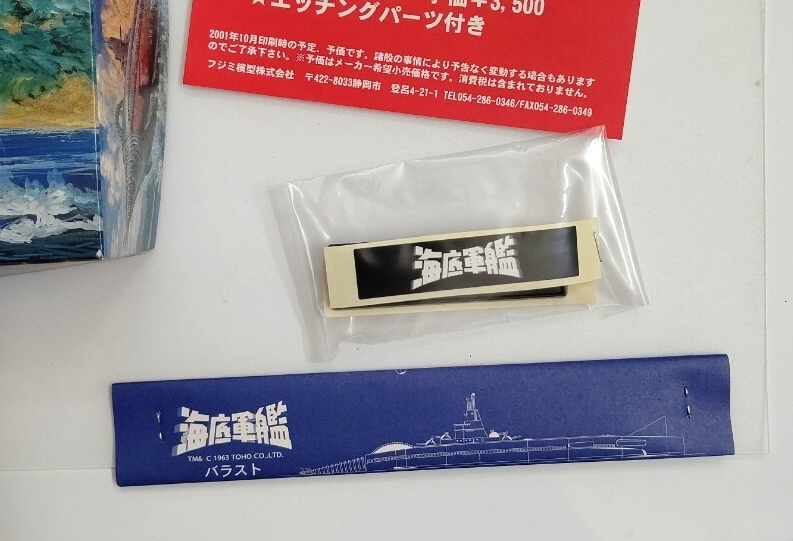 価￥3,500
★エッチングパーツ付き
2001年10月印刷時の予定、予価です。諸般の事情により予告なく変動する場合もあります
のでご了承下さい。※予価はメーカー希望小売価格です。消費税は含まれておりません。
フジミ模型株式会社 〒422-8033静岡市 登呂4-21-1 TEL054-286-0346/FAX054-286-0349
海底軍艦
海底軍艦
TM& C 1963 TOHO CO.,LTD.
バラスト